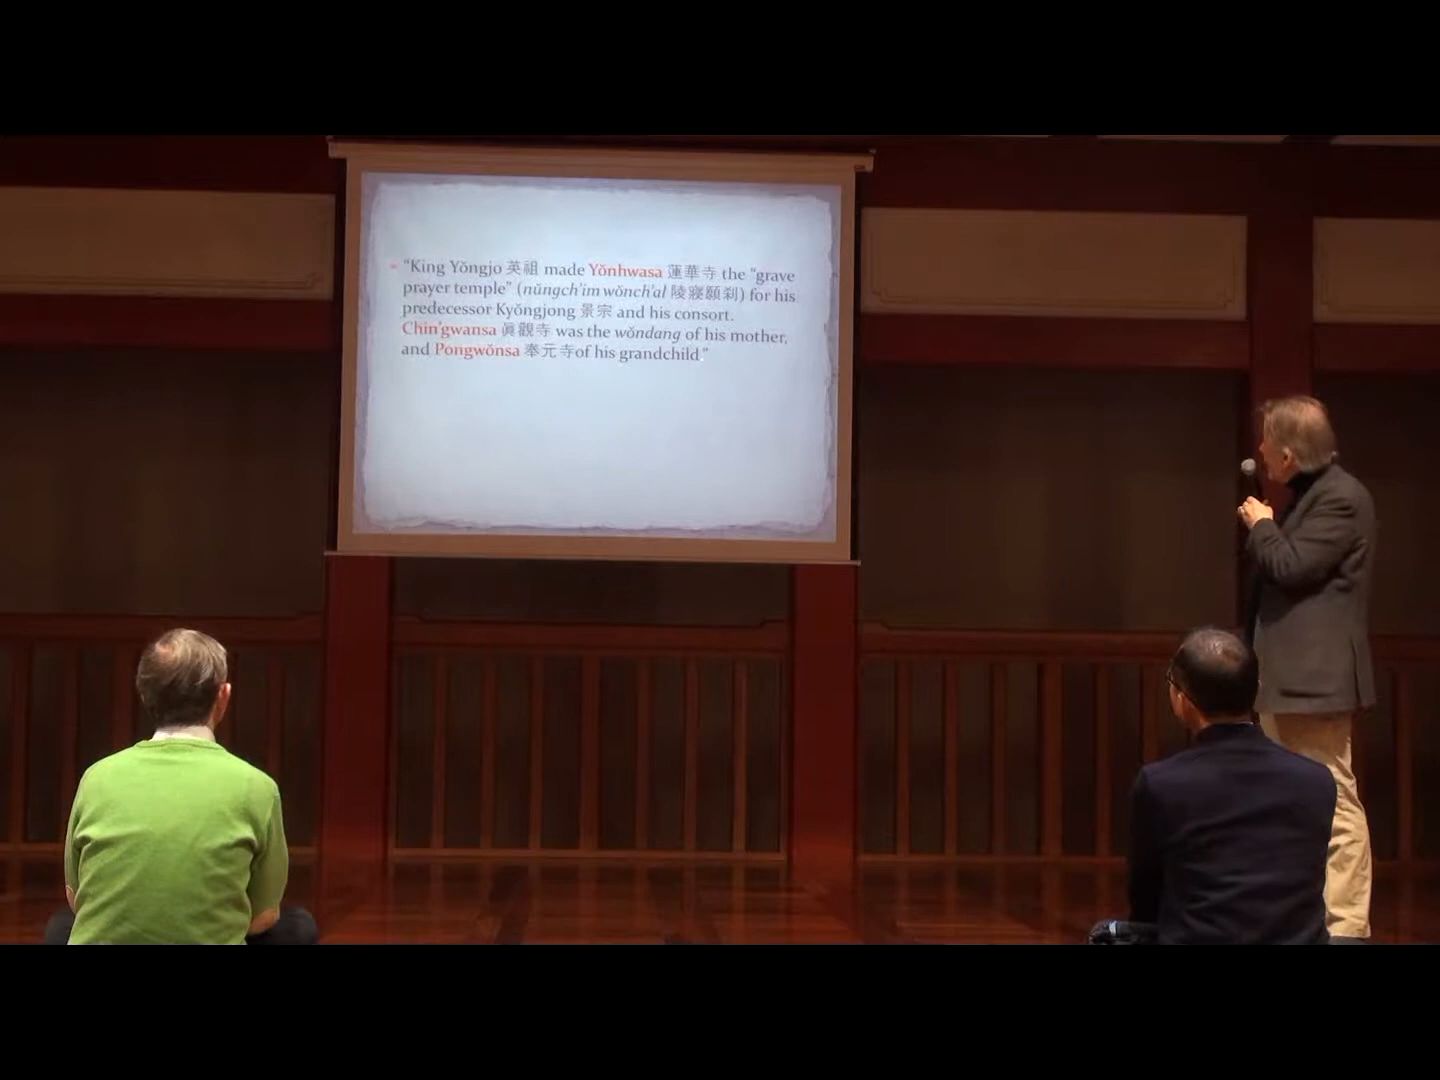 “King Yŏngjo 英祖 made Yŏnhwasa 蓮華寺 the “grave
prayer temple” (nŭngch’im wŏnch’al 陵寢願刹) for his
predecessor Kyŏngjong 景宗 and his consort.
Chin’gwansa 眞觀寺 was the wŏndang of his mother,
and Pongwŏnsa 奉元寺of his grandchild.”